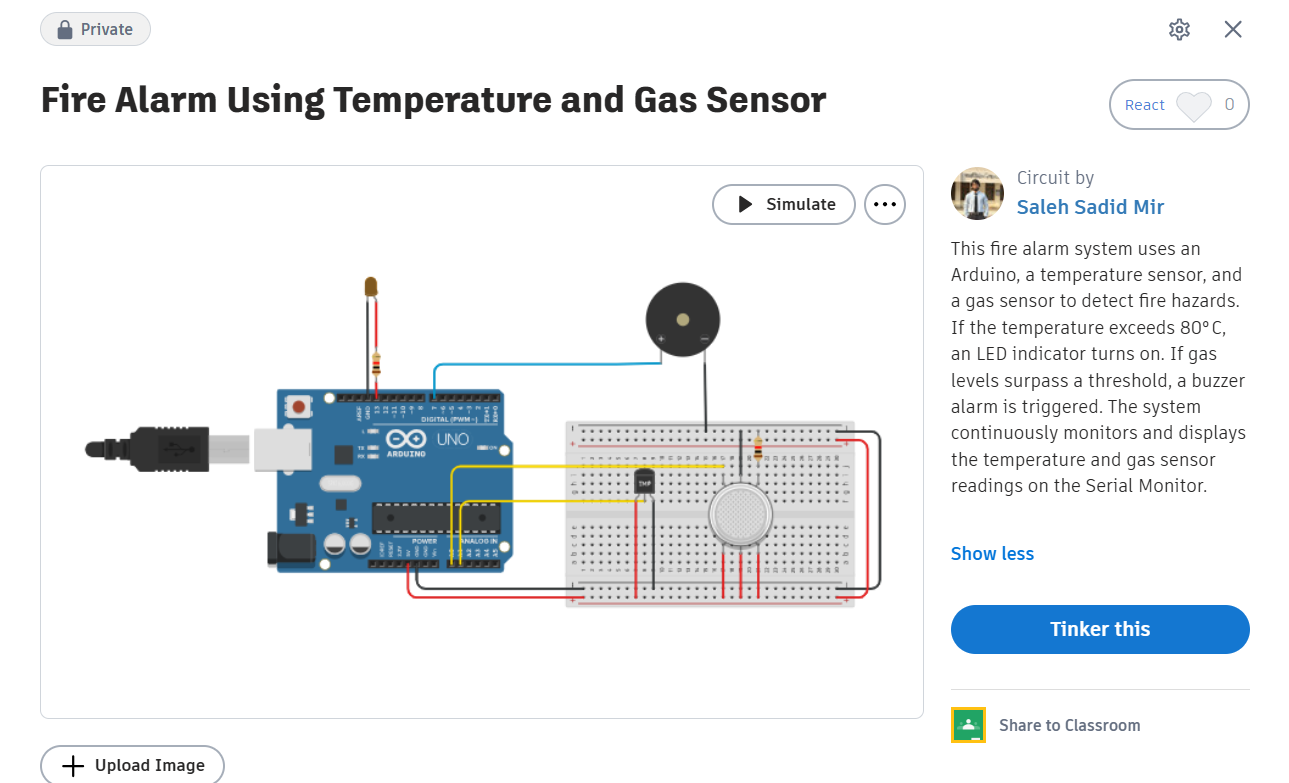 Private
Fire Alarm Using Temperature and Gas Sensor
React 0
Simulate
Circuit by
Saleh Sadid Mir
This fire alarm system uses an
Arduino, a temperature sensor, and
a gas sensor to detect fire hazards.
If the temperature exceeds 80°C,
an LED indicator turns on. If gas
levels surpass a threshold, a buzzer
alarm is triggered. The system
continuously monitors and displays
the temperature and gas sensor
readings on the Serial Monitor.
Show less
Tinker this
Share to Classroom
DIGITAL (PWM~)
UNO
ARDUINO
TMP
POWER
ANALOG IN
Upload Image